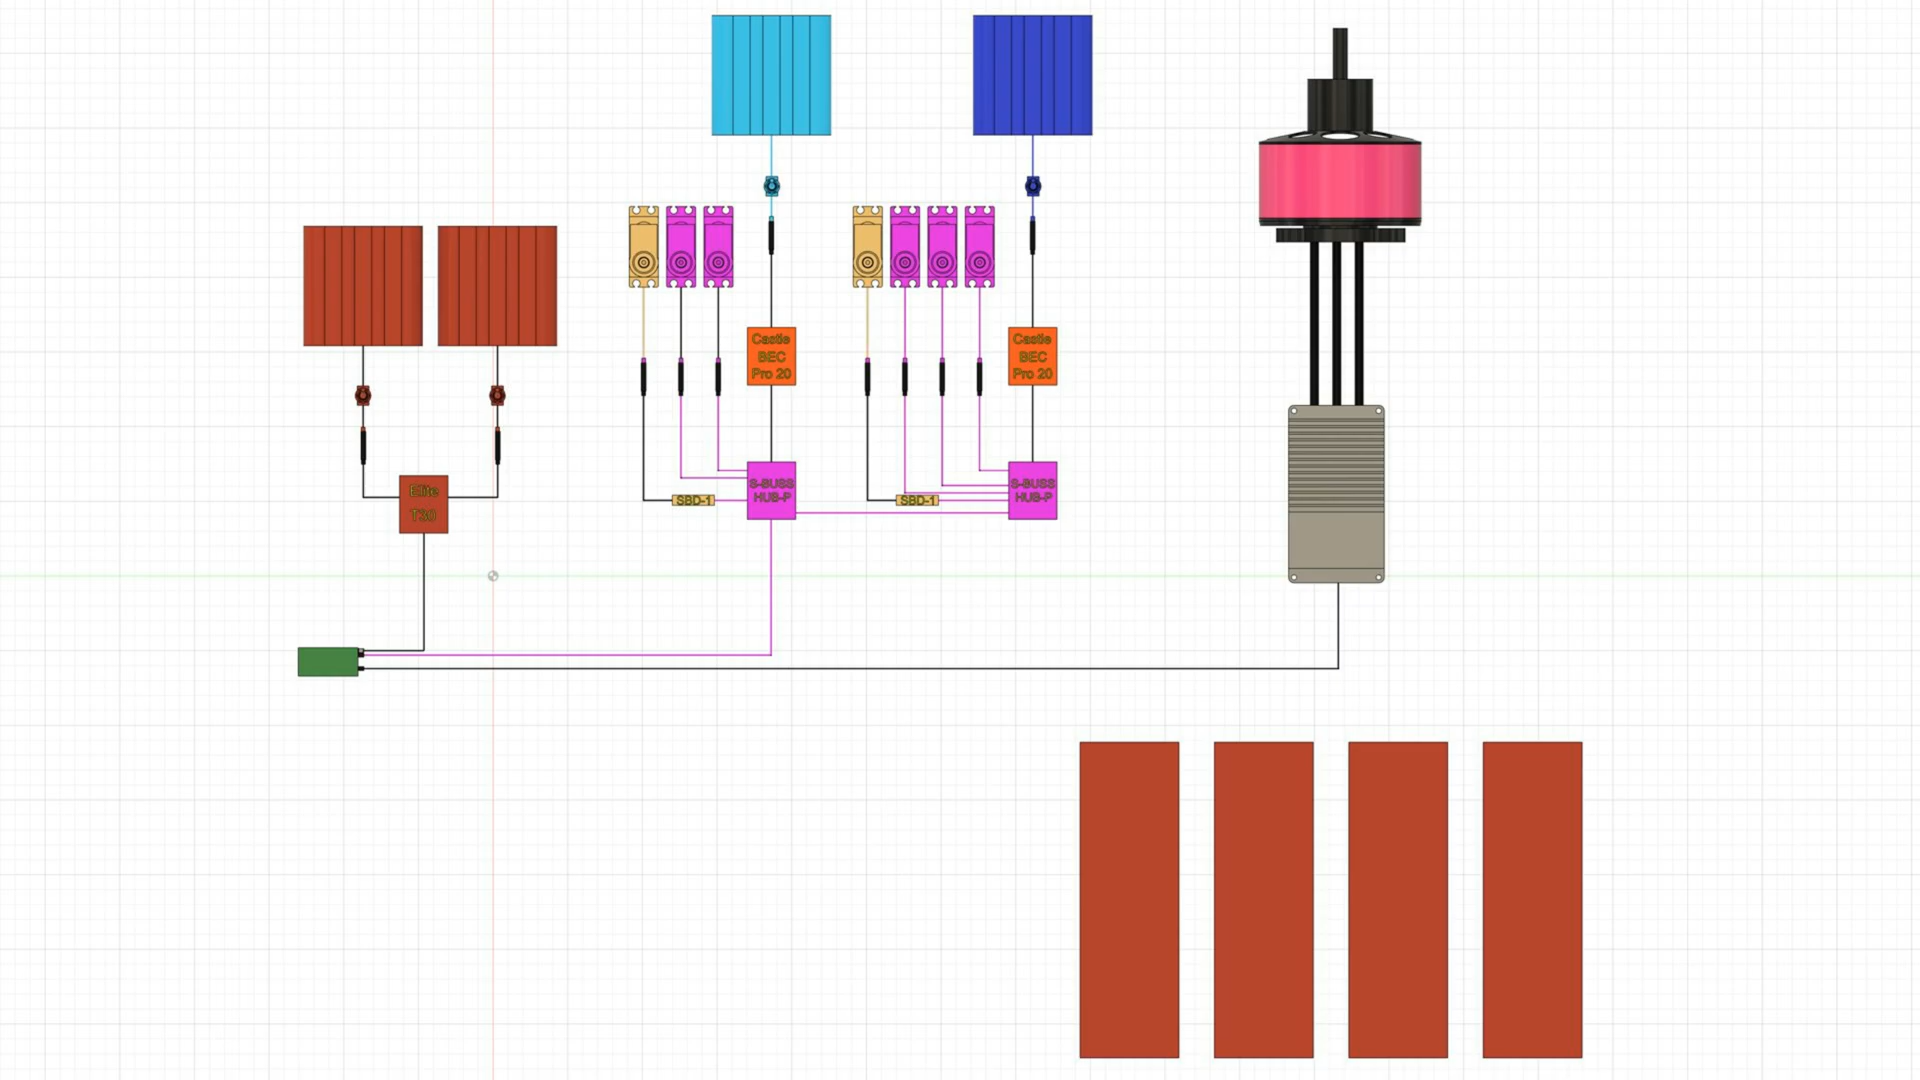 Castle
BEC
Pro 20
Castle
BEC
Pro 20
Elite
T30
SBD-1
S-BUSS
HUB-P
SBD-1
S-BUSS
HUB-P